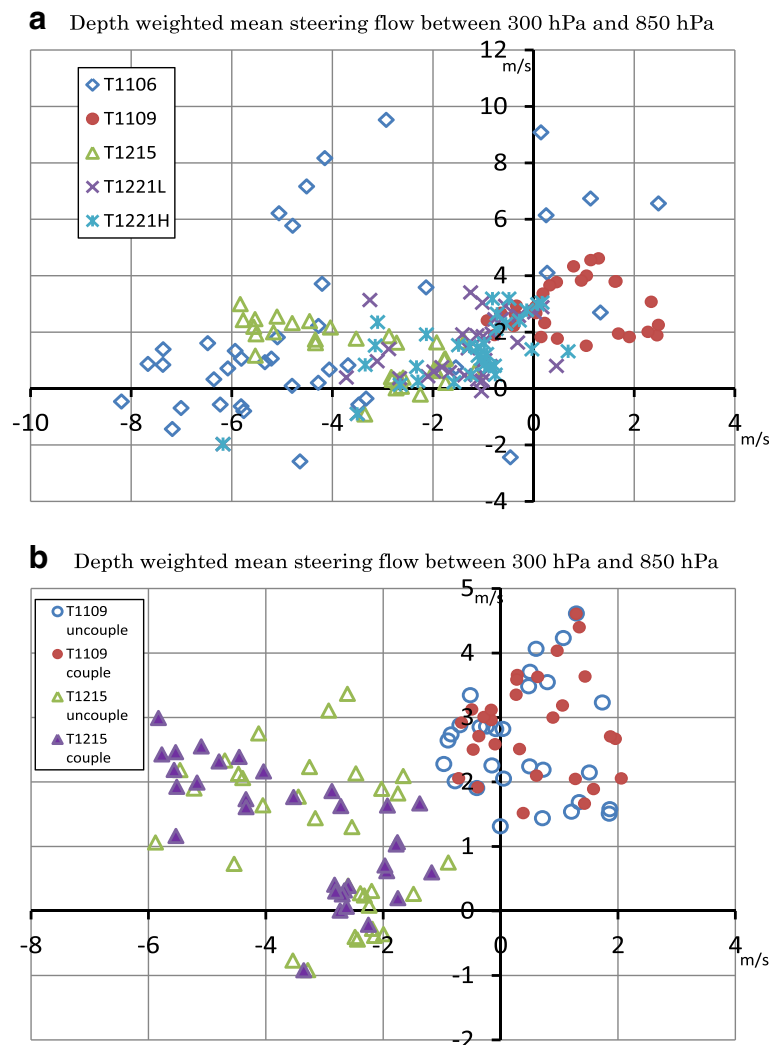 a Depth weighted mean steering flow between 300 hPa and 850 hPa
12
m/s
T1106
T1109
T1215
T1221L
T1221H
10
8
6
4
2
0
-10 -8 -6 -4 -2 0 2 4
m/s
-2
-4
b Depth weighted mean steering flow between 300 hPa and 850 hPa
5
m/s
T1109
uncouple
T1109
couple
T1215
uncouple
T1215
couple
4
3
2
1
0
-8 -6 -4 -2 0 2 4
m/s
-1
-2